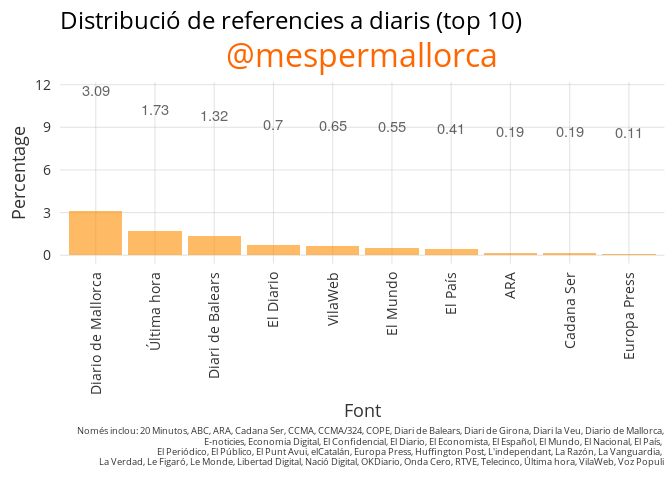 Distribució de referencies a diaris (top 10)
@mespermallorca
Percentage
12
9
6
3
0
3.09
1.73
1.32
0.7
0.65
0.55
0.41
0.19
0.19
0.11
Diario de Mallorca
Última hora
Diari de Balears
El Diario
VilaWeb
El Mundo
El País
ARA
Cadana Ser
Europa Press
Font
Només inclou: 20 Minutos, ABC, ARA, Cadana Ser, CCMA, CCMA/324, COPE, Diari de Balears, Diari de Girona, Diari la Veu, Diario de Mallorca,
E-noticies, Economia Digital, El Confidencial, El Diario, El Economista, El Español, El Mundo, El Nacional, El País,
El Periódico, El Público, El Punt Avui, elCatalán, Europa Press, Huffington Post, L'independant, La Razón, La Vanguardia,
La Verdad, Le Figaró, Le Monde, Libertad Digital, Nació Digital, OKDiario, Onda Cero, RTVE, Telecinco, Última hora, VilaWeb, Voz Populi